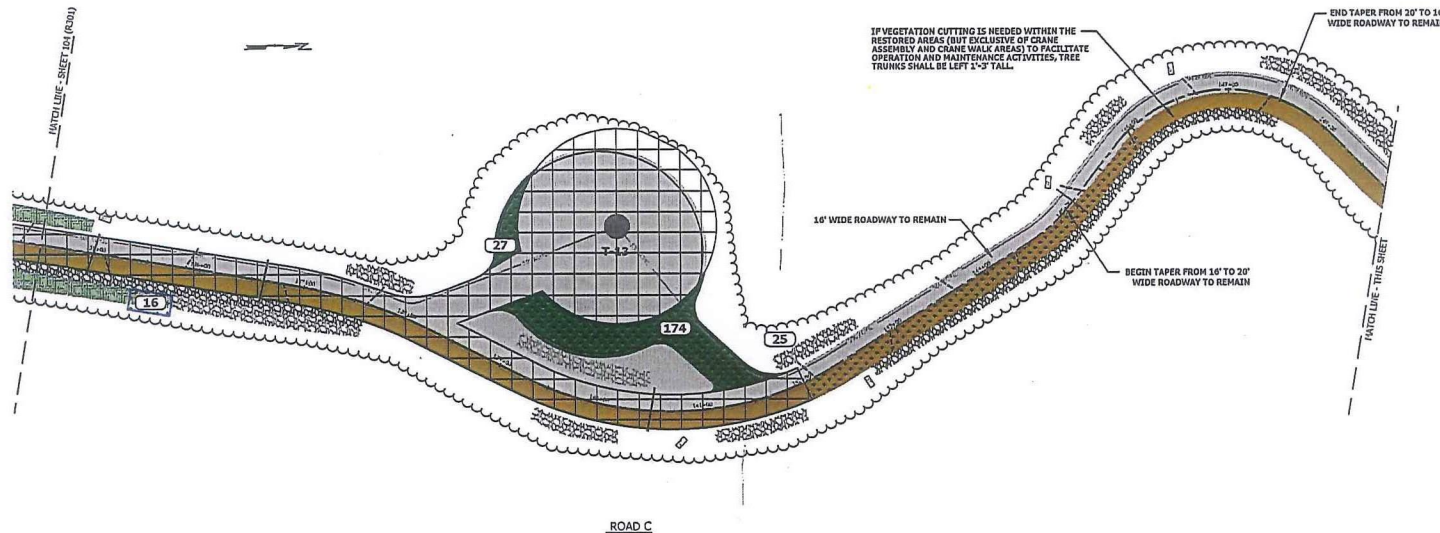 MATCH LINE - SHEET 104 (R301)
IF VEGETATION CUTTING IS NEEDED WITHIN THE
RESTORED AREAS (BUT EXCLUSIVE OF CRANE
ASSEMBLY AND CRANE WALK AREAS) TO FACILITATE
OPERATION AND MAINTENANCE ACTIVITIES, TREE
TRUNKS SHALL BE LEFT 1'-3' TALL.
END TAPER FROM 20' TO 16'
WIDE ROADWAY TO REMAIN
16' WIDE ROADWAY TO REMAIN
BEGIN TAPER FROM 16' TO 20'
WIDE ROADWAY TO REMAIN
27
T-13
16
174
25
MATCH LINE - THIS SHEET
ROAD C